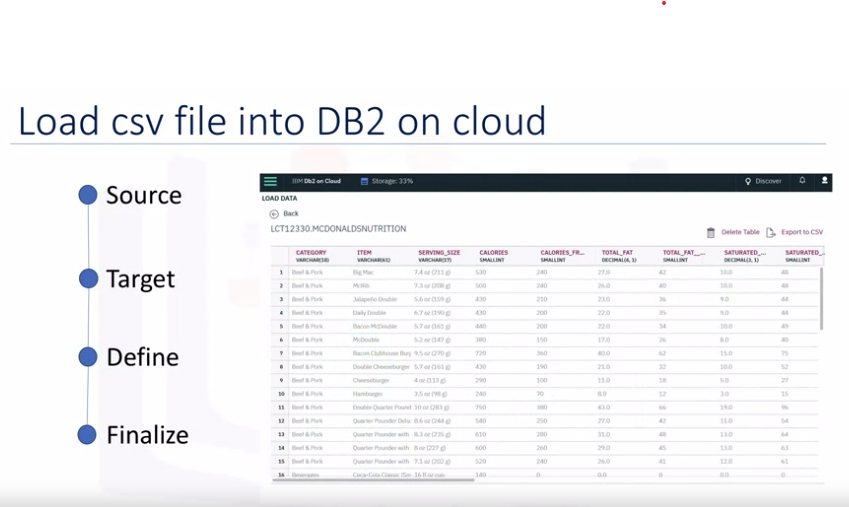 Load csv file into DB2 on cloud
Source
Target
Define
Finalize
IBM Db2 on Cloud Storage: 33% Discover
LOAD DATA
Back
LCT12330.MCDONALDSNUTRITION
Delete Table Export to CSV
CATEGORY ITEM SERVING_SIZE CALORIES CALORIES_FR... TOTAL_FAT TOTAL_FAT__... SATURATED_... SATURATED_...
VARCHAR(18) VARCHAR(61) VARCHAR(17) SMALLINT SMALLINT DECIMAL(4, 1) SMALLINT DECIMAL(3, 1) SMALLINT
1 Beef & Pork Big Mac 7.4 oz (211 g) 530 240 27.0 42 10.0 48
2 Beef & Pork McRib 7.3 oz (208 g) 500 240 26.0 40 10.0 48
3 Beef & Pork Jalapeño Double 5.6 oz (159 g) 430 210 23.0 36 9.0 44
4 Beef & Pork Daily Double 6.7 oz (190 g) 430 200 22.0 35 9.0 44
5 Beef & Pork Bacon McDouble 5.7 oz (161 g) 440 200 22.0 34 10.0 49
6 Beef & Pork McDouble 5.2 oz (147 g) 380 150 17.0 26 8.0 40
7 Beef & Pork Bacon Clubhouse Burg 9.5 oz (270 g) 720 360 40.0 62 15.0 75
8 Beef & Pork Double Cheeseburger 5.7 oz (161 g) 430 190 21.0 32 10.0 52
9 Beef & Pork Cheeseburger 4 oz (113 g) 290 100 11.0 18 5.0 27
10 Beef & Pork Hamburger 3.5 oz (98 g) 240 70 8.0 12 3.0 15
11 Beef & Pork Double Quarter Pound 10 oz (283 g) 750 380 43.0 66 19.0 96
12 Beef & Pork Quarter Pounder Delu 8.6 oz (244 g) 540 250 27.0 42 11.0 54
13 Beef & Pork Quarter Pounder with 8.3 oz (235 g) 610 280 31.0 48 13.0 64
14 Beef & Pork Quarter Pounder with 8 oz (227 g) 600 260 29.0 45 13.0 63
15 Beef & Pork Quarter Pounder with 7.1 oz (202 g) 520 240 26.0 41 12.0 61
16 Beverages Coca-Cola Classic 16 fl oz cup 140 0 0.0 0 0.0 0